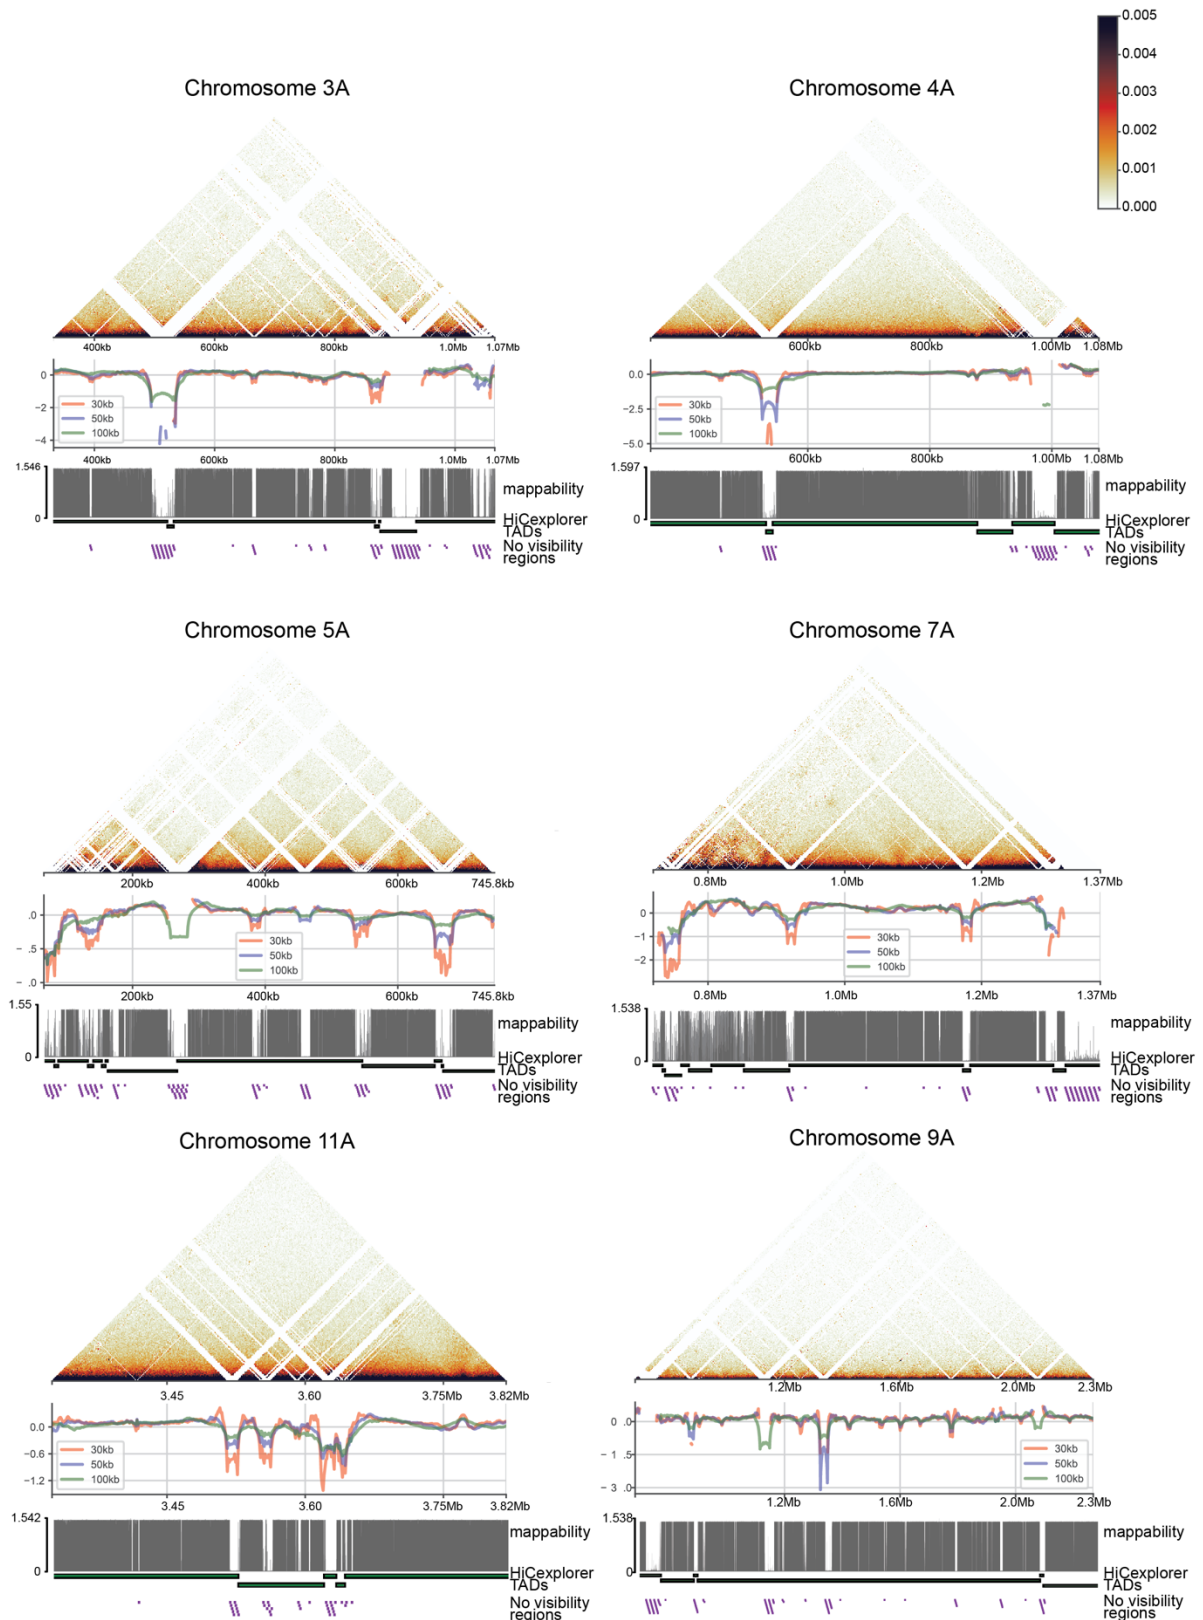 0.005
0.004
0.003
0.002
0.001
0.000
Chromosome 3A
400kb 600kb 800kb 1.0Mb 1.07Mb
0
−2
−4
30kb
50kb
100kb
400kb 600kb 800kb 1.0Mb 1.07Mb
1.546
0
mappability
HiCexplorer
TADs
No visibility
regions
Chromosome 4A
600kb 800kb 1.00Mb 1.08Mb
0.0
−2.5
−5.0
30kb
50kb
100kb
600kb 800kb 1.00Mb 1.08Mb
1.597
0
mappability
HiCexplorer
TADs
No visibility
regions
Chromosome 5A
200kb 400kb 600kb 745.8kb
.0
− .5
− .0
30kb
50kb
100kb
200kb 400kb 600kb 745.8kb
1.55
0
mappability
HiCexplorer
TADs
No visibility
regions
Chromosome 7A
0.8Mb 1.0Mb 1.2Mb 1.37Mb
0
−1
−2
30kb
50kb
100kb
0.8Mb 1.0Mb 1.2Mb 1.37Mb
1.538
0
mappability
HiCexplorer
TADs
No visibility
regions
Chromosome 11A
3.45 3.60 3.75Mb 3.82Mb
0.0
−0.6
−1.2
30kb
50kb
100kb
3.45 3.60 3.75Mb 3.82Mb
1.542
0
mappability
HiCexplorer
TADs
No visibility
regions
Chromosome 9A
1.2Mb 1.6Mb 2.0Mb 2.3Mb
0 .0
− 1 .5
− 3 .0
30kb
50kb
100kb
1.2Mb 1.6Mb 2.0Mb 2.3Mb
1.538
0
mappability
HiCexplorer
TADs
No visibility
regions